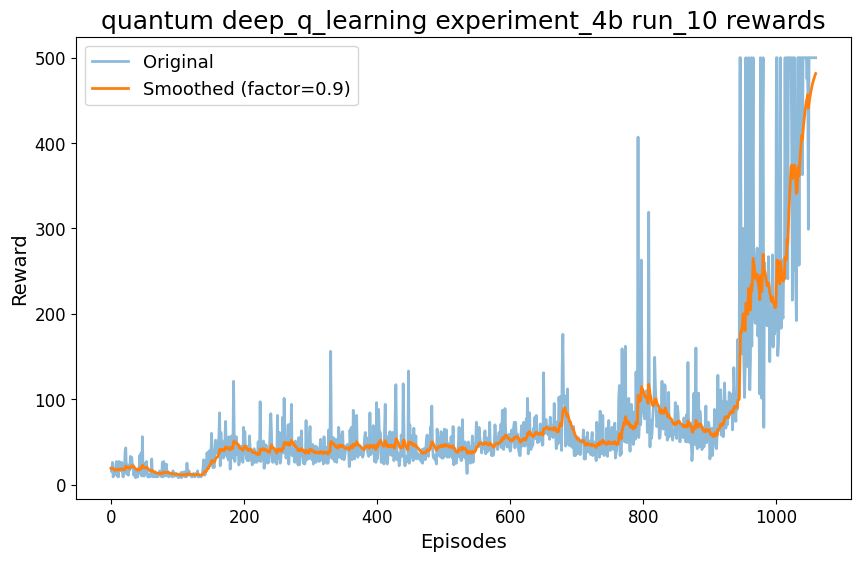 quantum deep_q_learning experiment_4b run_10 rewards
Original
Smoothed (factor=0.9)
500
400
300
200
100
0
Reward
0 200 400 600 800 1000
Episodes